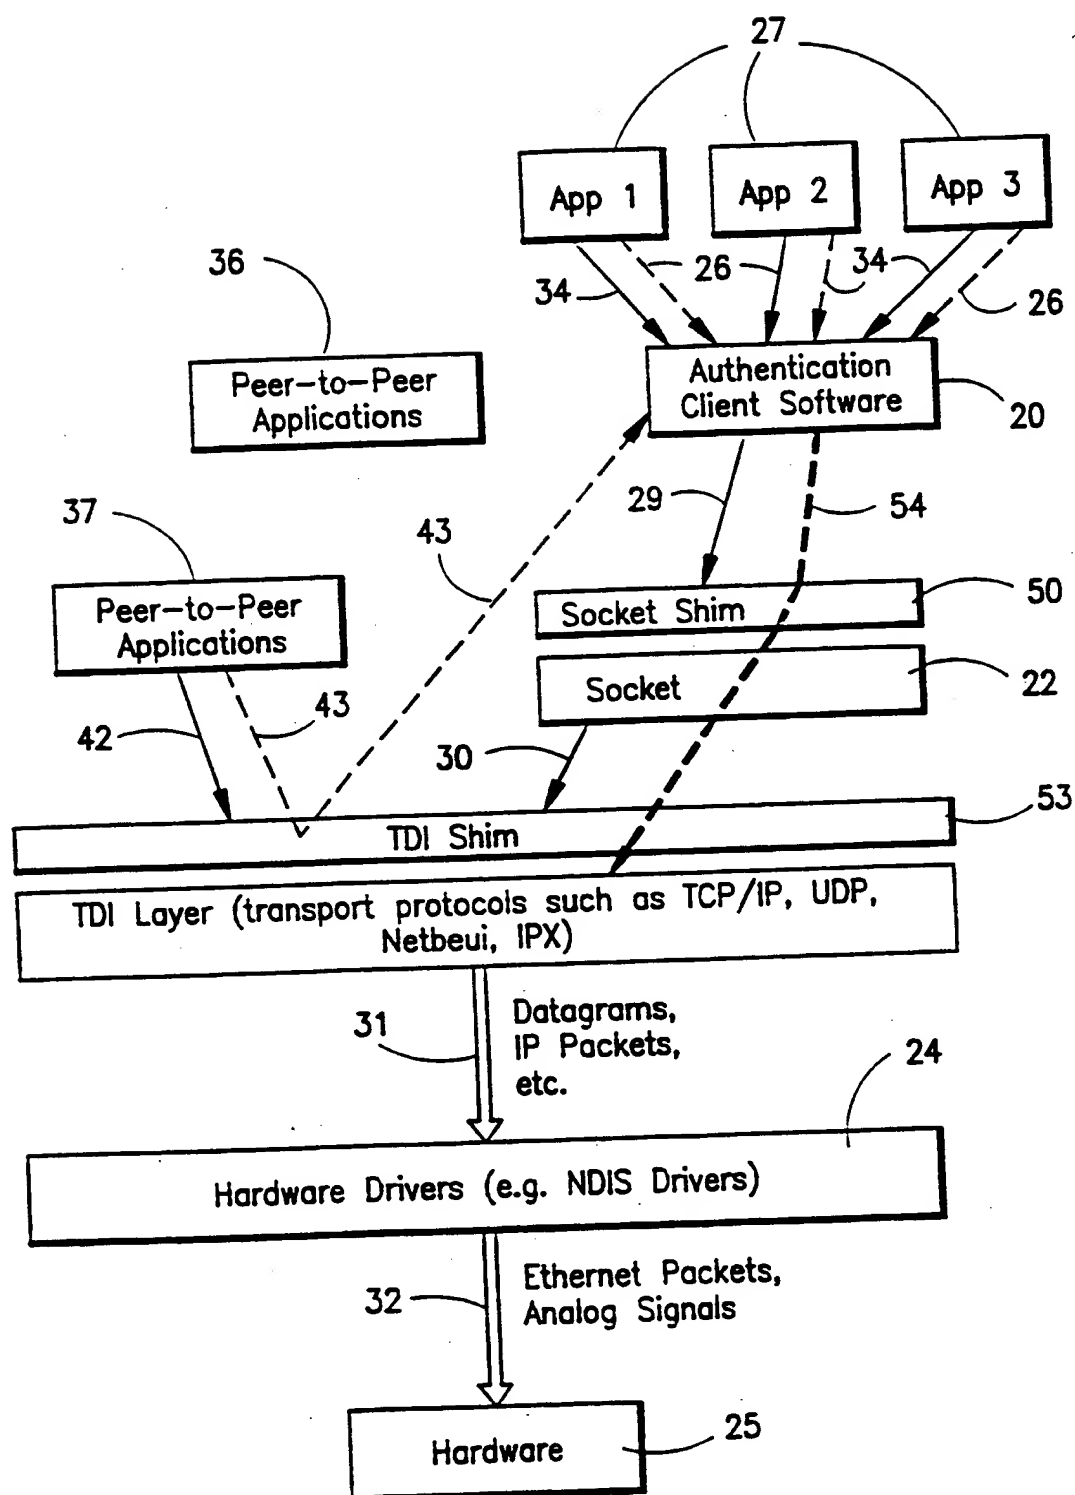 27
App 1
App 2
App 3
36
34
26
34
26
Peer-to-Peer
Applications
Authentication
Client Software
20
29
54
37
43
Peer-to-Peer
Applications
50
Socket Shim
43
Socket
22
42
30
53
TDI Shim
TDI Layer (transport protocols such as TCP/IP, UDP,
Netbeui, IPX)
31
Datagrams,
IP Packets,
etc.
24
Hardware Drivers (e.g. NDIS Drivers)
32
Ethernet Packets,
Analog Signals
Hardware
25